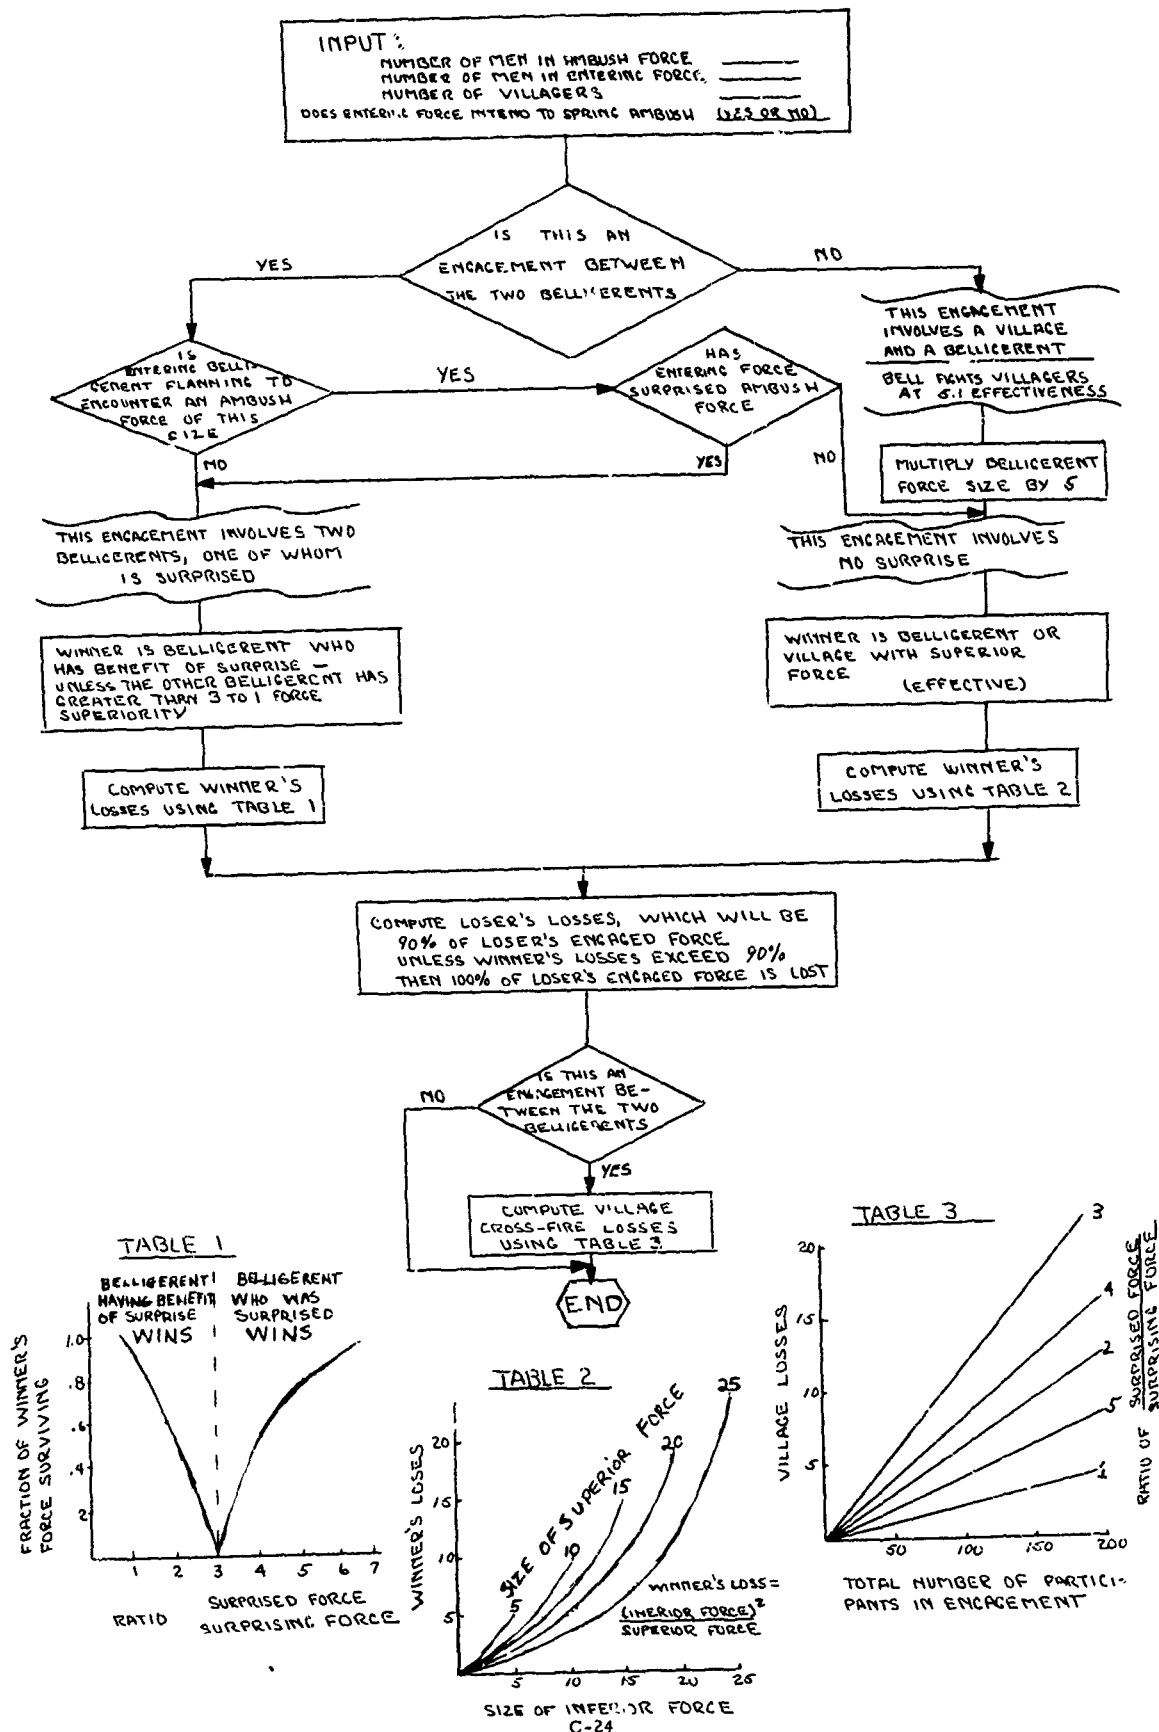 INPUT:
NUMBER OF MEN IN AMBUSH FORCE
NUMBER OF MEN IN ENTERING FORCE
NUMBER OF VILLAGERS
DOES ENTERING FORCE INTEND TO SPRING AMBUSH (YES OR NO)
IS THIS AN
ENGAGEMENT BETWEEN
THE TWO BELLIGERENTS
YES
NO
THIS ENGAGEMENT
INVOLVES A VILLAGE
AND A BELLIGERENT
BELL FIGHTS VILLAGERS
AT 5:1 EFFECTIVENESS
IS
ENTERING BELLI-
GERENT PLANNING TO
ENCOUNTER AN AMBUSH
FORCE OF THIS
SIZE
YES
HAS
ENTERING FORCE
SURPRISED AMBUSH
FORCE
NO
YES
NO
MULTIPLY BELLIGERENT
FORCE SIZE BY 5
THIS ENGAGEMENT INVOLVES TWO
BELLIGERENTS, ONE OF WHOM
IS SURPRISED
THIS ENGAGEMENT INVOLVES
NO SURPRISE
WINNER IS BELLIGERENT WHO
HAS BENEFIT OF SURPRISE –
UNLESS THE OTHER BELLIGERENT HAS
GREATER THAN 3 TO 1 FORCE
SUPERIORITY
WINNER IS BELLIGERENT OR
VILLAGE WITH SUPERIOR
FORCE
(EFFECTIVE)
COMPUTE WINNER'S
LOSSES USING TABLE 1
COMPUTE WINNER'S
LOSSES USING TABLE 2
COMPUTE LOSER'S LOSSES, WHICH WILL BE
90% OF LOSER'S ENGAGED FORCE
UNLESS WINNER'S LOSSES EXCEED 90%
THEN 100% OF LOSER'S ENGAGED FORCE IS LOST
IS THIS AN
ENGAGEMENT BE-
TWEEN THE TWO
BELLIGERENTS
NO
YES
COMPUTE VILLAGE
CROSS-FIRE LOSSES
USING TABLE 3
END
TABLE 1
BELLIGERENT
HAVING BENEFIT
OF SURPRISE
WINS
BELLIGERENT
WHO WAS
SURPRISED
WINS
FRACTION OF WINNER'S
FORCE SURVIVING
1.0
.8
.6
.4
.2
1 2 3 4 5 6 7
RATIO
SURPRISED FORCE
SURPRISING FORCE
TABLE 2
WINNER'S LOSES
20
15
10
5
SIZE OF SUPERIOR FORCE
5
10
15
20
25
WINNER'S LOSS =
(INERIOR FORCE)²
SUPERIOR FORCE
5 10 15 20 25
SIZE OF INFERIOR FORCE
TABLE 3
VILLAGE LOSSES
20
15
10
5
3
4
2
5
1
RATIO OF SURPRISED FORCE
SURPRISING FORCE
50 100 150 200
TOTAL NUMBER OF PARTICI-
PANTS IN ENGAGEMENT
C-24